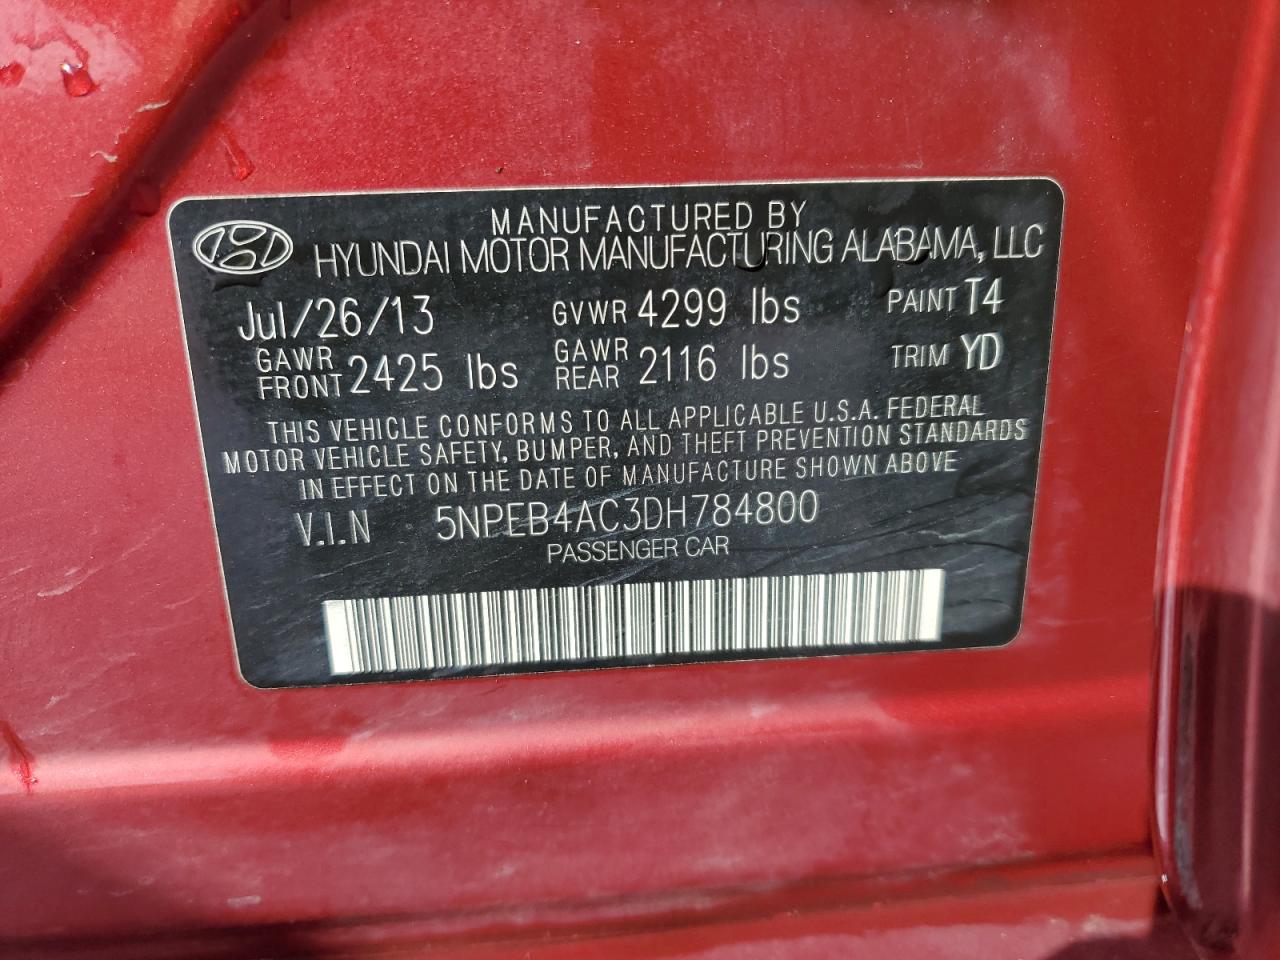 MANUFACTURED BY
HYUNDAI MOTOR MANUFACTURING ALABAMA, LLC
Jul/26/13 GVWR 4299 lbs PAINT T4
GAWR FRONT 2425 lbs GAWR REAR 2116 lbs TRIM YD
THIS VEHICLE CONFORMS TO ALL APPLICABLE U.S.A. FEDERAL
MOTOR VEHICLE SAFETY, BUMPER, AND THEFT PREVENTION STANDARDS
IN EFFECT ON THE DATE OF MANUFACTURE SHOWN ABOVE
V.I.N 5NPEB4AC3DH784800
PASSENGER CAR